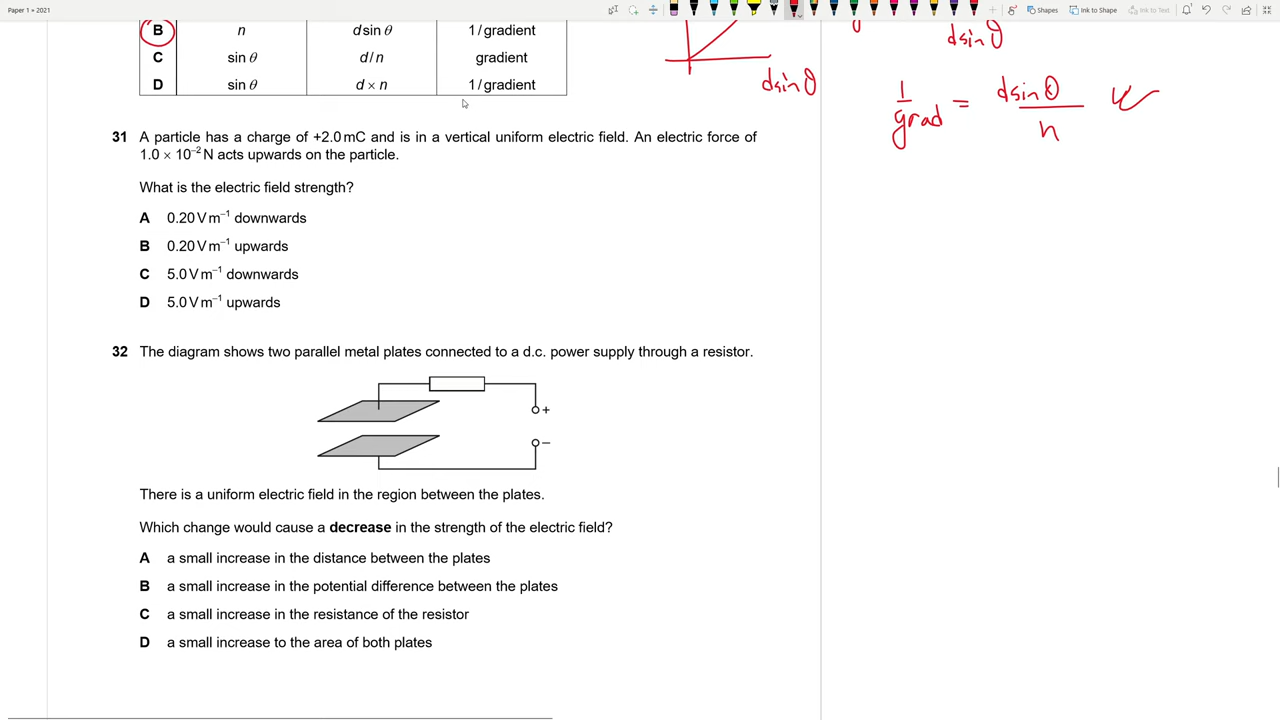 Paper 1 • 2021
Shapes
Ink to Shape
Ink to Text
B n d sin θ 1 / gradient
C sin θ d / n gradient
D sin θ d × n 1 / gradient
dsinθ
dsinθ
1/grad = dsinθ/n
31 A particle has a charge of +2.0 mC and is in a vertical uniform electric field. An electric force of
1.0 × 10⁻² N acts upwards on the particle.
What is the electric field strength?
A 0.20 V m⁻¹ downwards
B 0.20 V m⁻¹ upwards
C 5.0 V m⁻¹ downwards
D 5.0 V m⁻¹ upwards
32 The diagram shows two parallel metal plates connected to a d.c. power supply through a resistor.
+
–
There is a uniform electric field in the region between the plates.
Which change would cause a decrease in the strength of the electric field?
A a small increase in the distance between the plates
B a small increase in the potential difference between the plates
C a small increase in the resistance of the resistor
D a small increase to the area of both plates